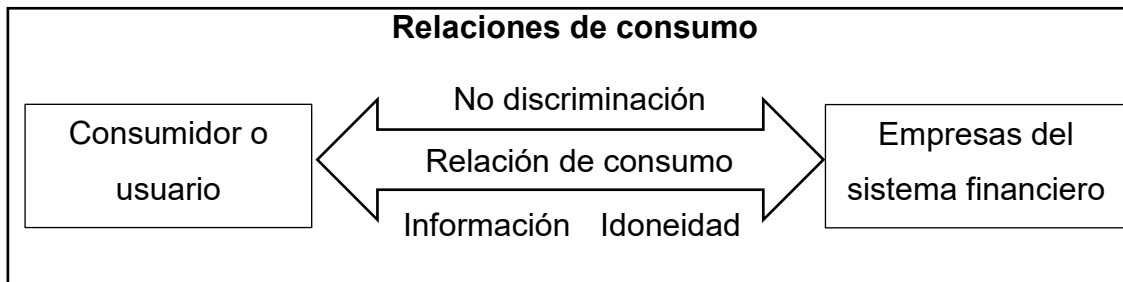 Relaciones de consumo
No discriminación
Consumidor o
usuario
Relación de consumo
Empresas del
sistema financiero
Información Idoneidad